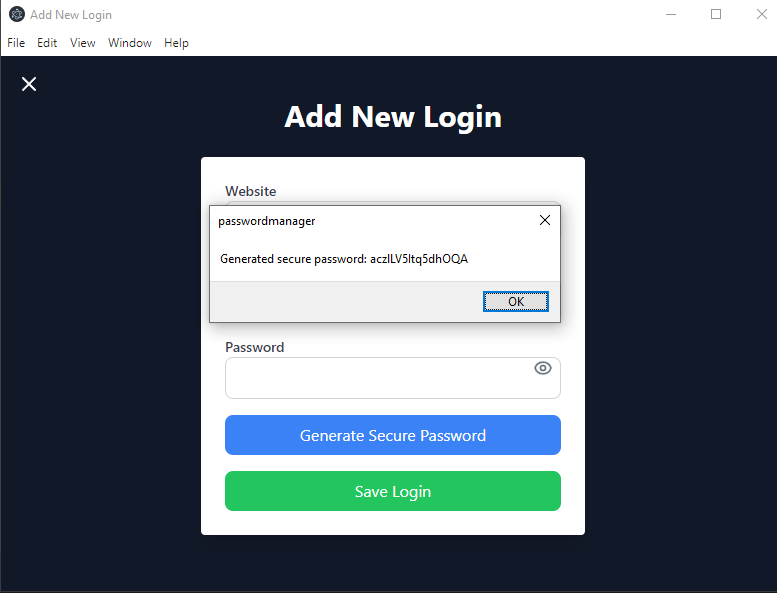 Add New Login
File Edit View Window Help
Add New Login
Website
passwordmanager
Generated secure password: aczlLV5ltq5dhOQA
OK
Password
Generate Secure Password
Save Login